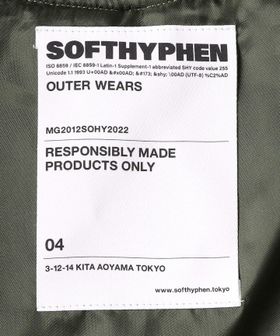 SOFTHYPHEN
ISO 8859 / IEC 8859-1 Latin-1 Supplement-1 abbreviated SHY code value 255
Unicode 1.1 1993 U+00AD &#x00AD; &#173; &shy; \00AD (UTF-8) %C2%AD
OUTER WEARS
MG2012SOHY2022
RESPONSIBLY MADE
PRODUCTS ONLY
04
3-12-14 KITA AOYAMA TOKYO
www.softhyphen.tokyo